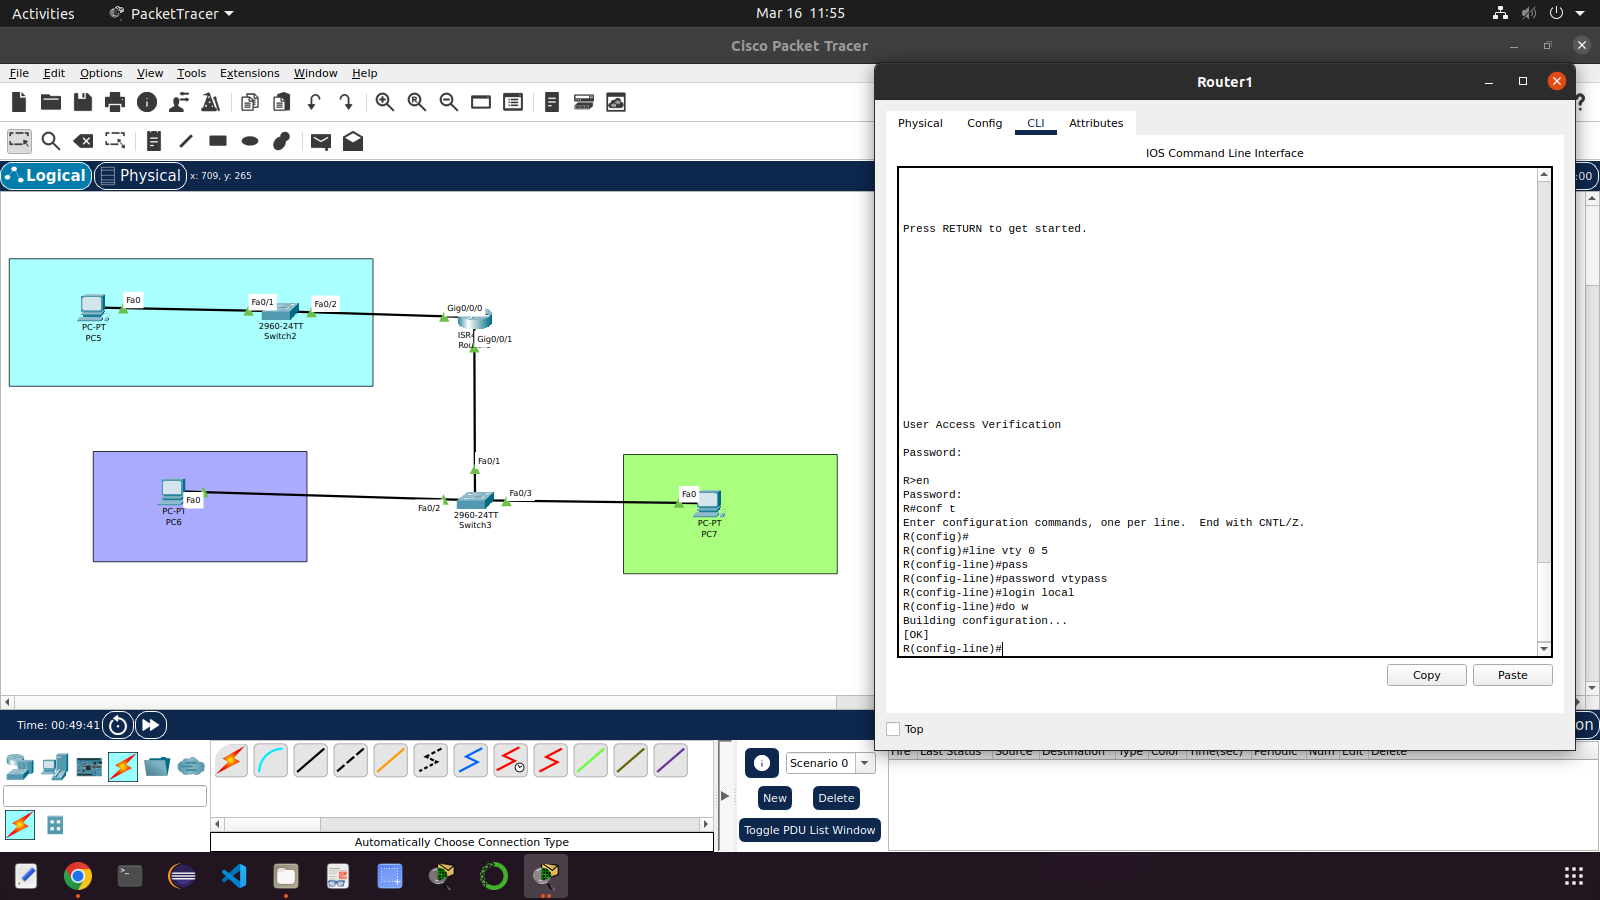 Activities
PacketTracer
Mar 16 11:55
Cisco Packet Tracer
File Edit Options View Tools Extensions Window Help
Router1
Physical Config CLI Attributes
IOS Command Line Interface
Logical
Physical
x: 709, y: 265
:00
Press RETURN to get started.
User Access Verification
Password:
R>en
Password:
R#conf t
Enter configuration commands, one per line.  End with CNTL/Z.
R(config)#
R(config)#line vty 0 5
R(config-line)#pass
R(config-line)#password vtypass
R(config-line)#login local
R(config-line)#do w
Building configuration...
[OK]
R(config-line)#
Copy
Paste
Top
Fa0
PC-PT
PC5
Fa0/1
Fa0/2
2960-24TT
Switch2
Gig0/0/0
Gig0/0/1
Fa0/1
Fa0
PC-PT
PC6
Fa0/2
Fa0/3
2960-24TT
Switch3
Fa0
PC-PT
PC7
Time: 00:49:41
on
Scenario 0
New
Delete
Toggle PDU List Window
Fire Last Status Source Destination Type Color Time(sec) Periodic Num Edit Delete
Automatically Choose Connection Type